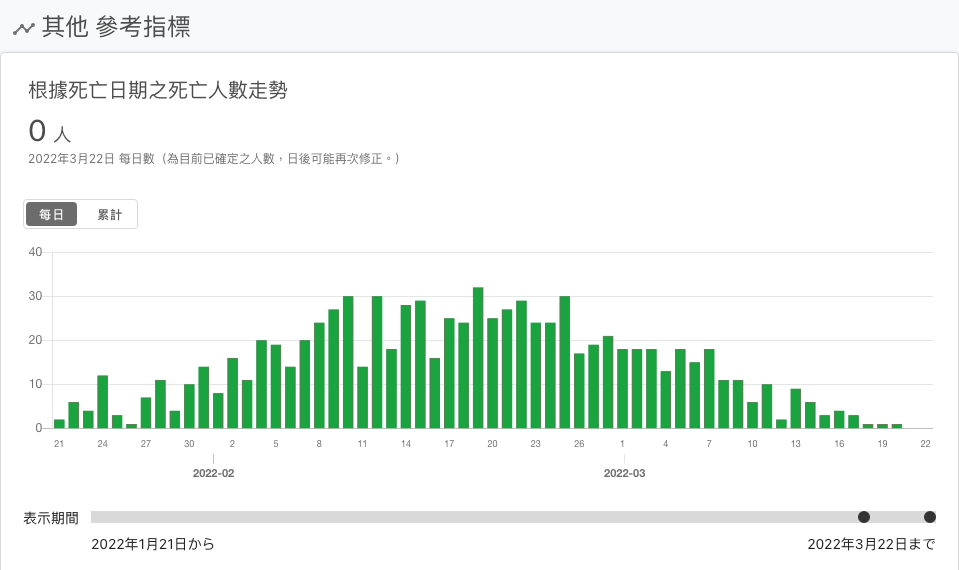 其他 參考指標
根據死亡日期之死亡人數走勢
0 人
2022年3月22日 每日數（為目前已確定之人數，日後可能再次修正。）
每日 累計
40
30
20
10
0
21 24 27 30 2 5 8 11 14 17 20 23 26 1 4 7 10 13 16 19 22
2022-02 2022-03
表示期間
2022年1月21日から 2022年3月22日まで